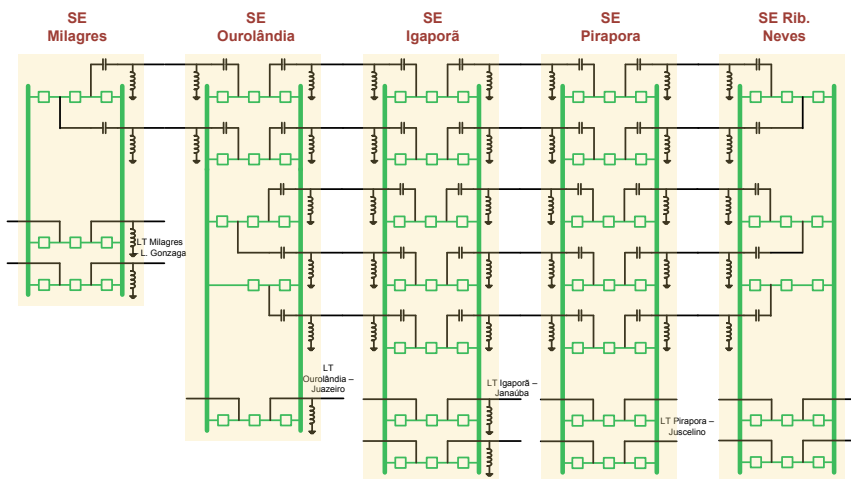 SE
Milagres
SE
Ourolândia
SE
Igaporã
SE
Pirapora
SE Rib.
Neves
LT Milagres
L. Gonzaga
LT
Ourolândia –
Juazeiro
LT Igaporã –
Janaúba
LT Pirapora –
Juscelino